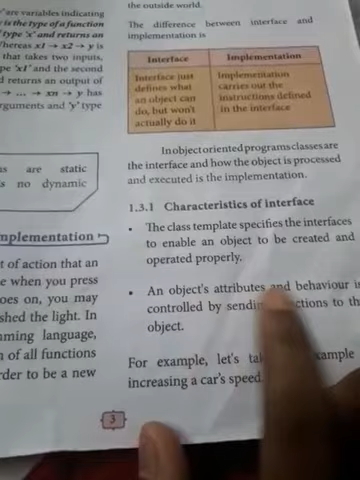 'y' are variables indicating
y is the type of a function
type 'x' and returns an
Whereas x1 → x2 → y is
that takes two inputs,
pe 'x1' and the second
d returns an output of
→ ... → xn → y has
rguments and 'y' type
as are static
s no dynamic
mplementation
t of action that an
e when you press
oes on, you may
shed the light. In
ming language,
n of all functions
rder to be a new
the outside world.
The difference between interface and
implementation is
Interface Implementation
Interface just
defines what
an object can
do, but won't
actually do it
Implementation
carries out the
instructions defined
in the interface
In object oriented programs classes are
the interface and how the object is processed
and executed is the implementation.
1.3.1 Characteristics of interface
• The class template specifies the interfaces
to enable an object to be created and
operated properly.
• An object's attributes and behaviour is
controlled by sending ctions to the
object.
For example, let's xample
increasing a car's speed
3